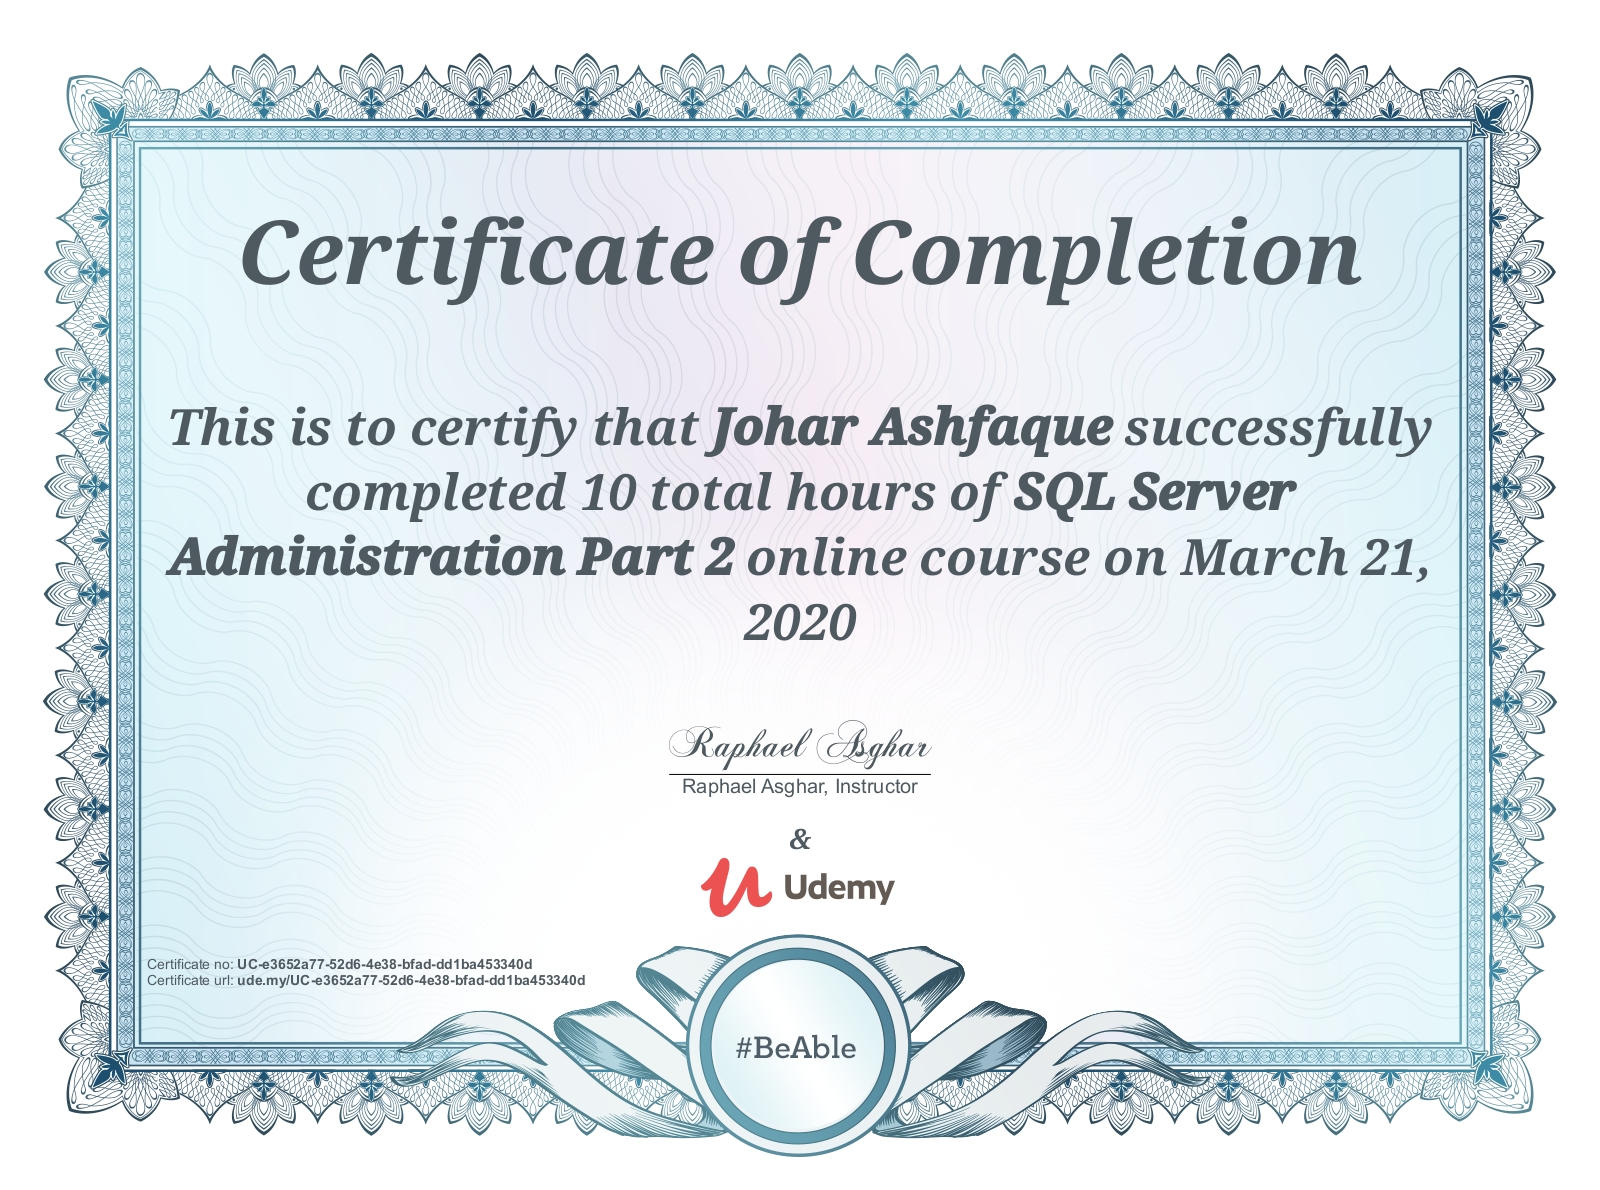 Certificate of Completion
This is to certify that Johar Ashfaque successfully
completed 10 total hours of SQL Server
Administration Part 2 online course on March 21,
2020
Raphael Asghar
Raphael Asghar, Instructor
&
Udemy
Certificate no: UC-e3652a77-52d6-4e38-bfad-dd1ba453340d
Certificate url: ude.my/UC-e3652a77-52d6-4e38-bfad-dd1ba453340d
#BeAble